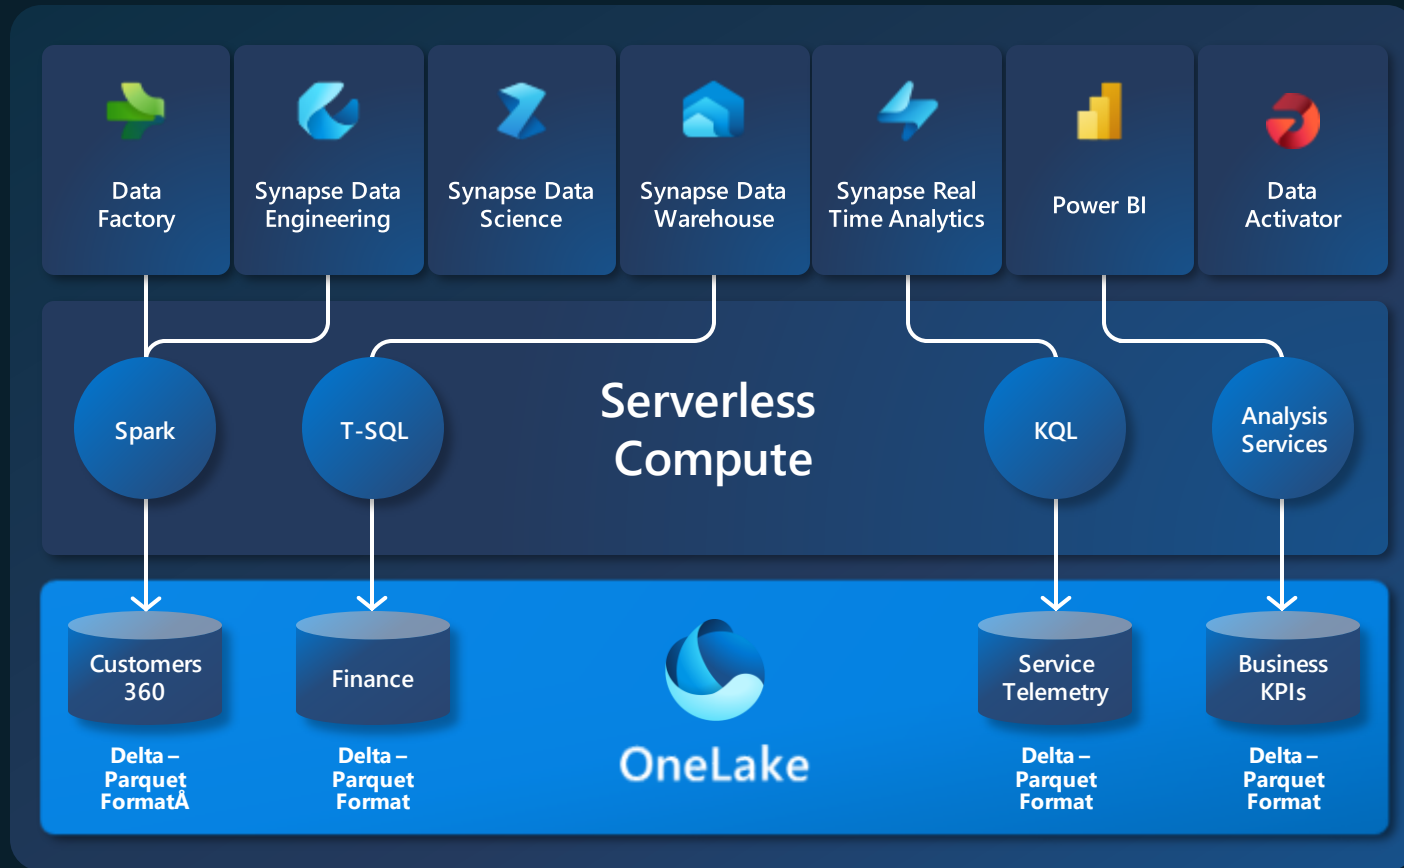 Data
Factory
Synapse Data
Engineering
Synapse Data
Science
Synapse Data
Warehouse
Synapse Real
Time Analytics
Power BI
Data
Activator
Spark
T-SQL
Serverless
Compute
KQL
Analysis
Services
Customers
360
Finance
Service
Telemetry
Business
KPIs
Delta –
Parquet
FormatÅ
Delta –
Parquet
Format
OneLake
Delta –
Parquet
Format
Delta –
Parquet
Format